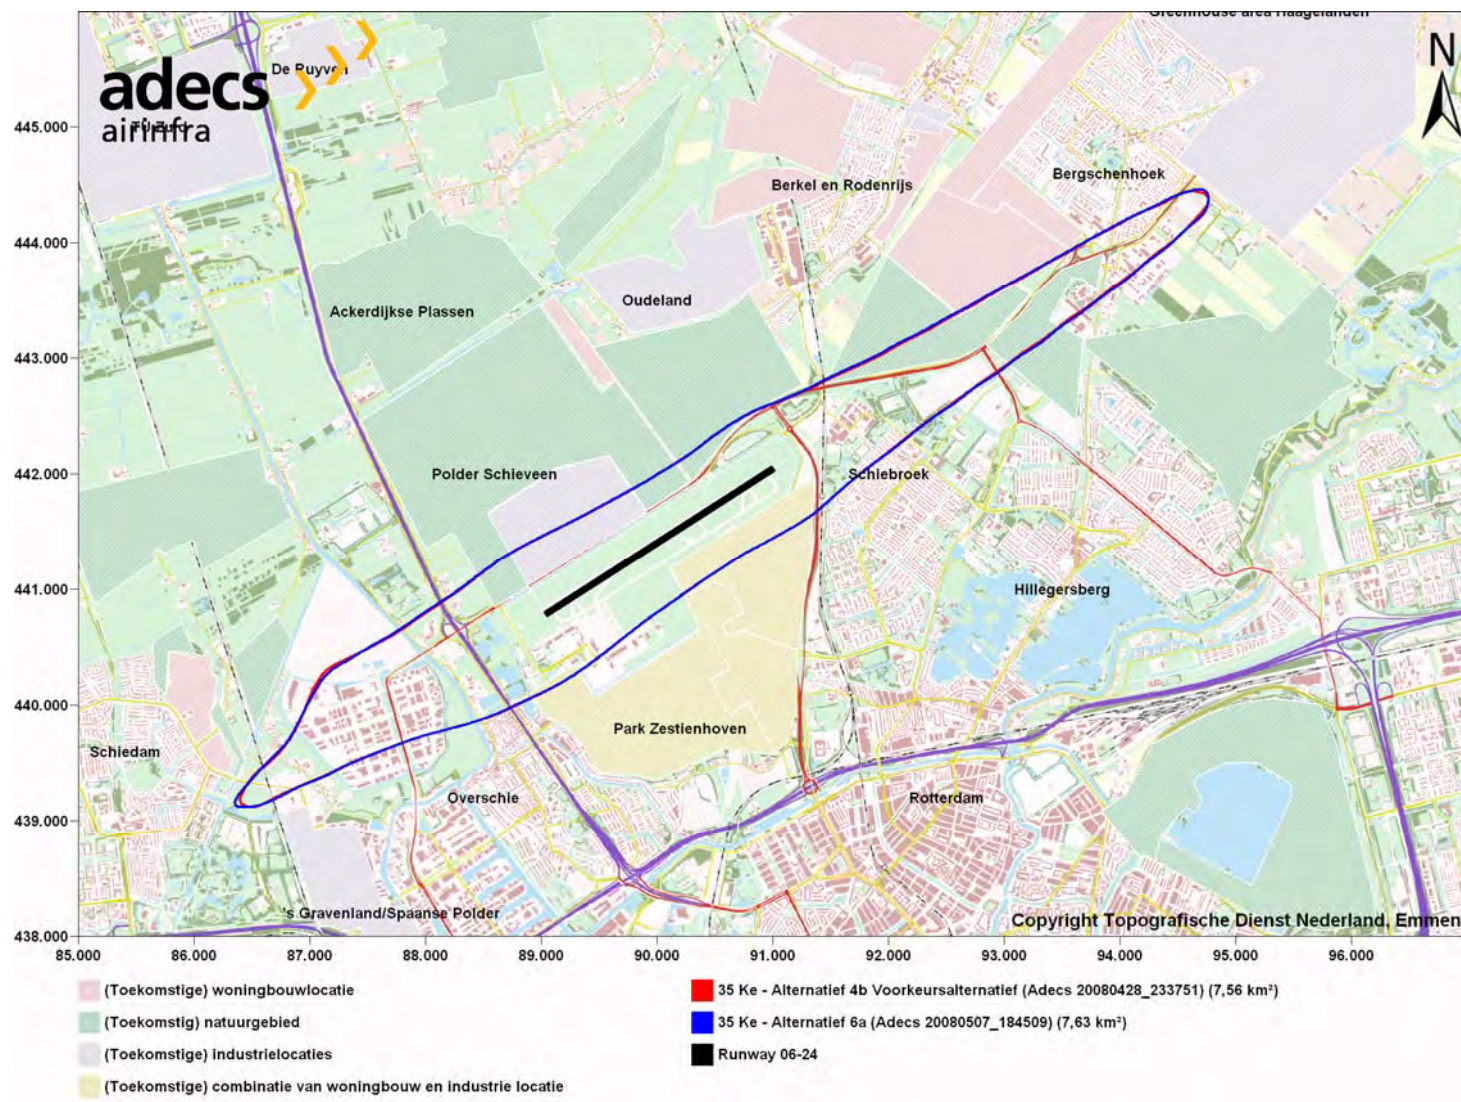 Greenhouse area Haagelanden
De Ruyven
adecs
airinfra
TU Zuid
N
445.000
444.000
443.000
442.000
441.000
440.000
439.000
438.000
Bergschenhoek
Berkel en Rodenrijs
Oudeland
Ackerdijkse Plassen
Polder Schieveen
Schiebroek
Hillegersberg
Park Zestienhoven
Schiedam
Overschie
Rotterdam
's Gravenland/Spaanse Polder
Copyright Topografische Dienst Nederland, Emmen
85.000 86.000 87.000 88.000 89.000 90.000 91.000 92.000 93.000 94.000 95.000 96.000
(Toekomstige) woningbouwlocatie
(Toekomstig) natuurgebied
(Toekomstige) industrielocaties
(Toekomstige) combinatie van woningbouw en industrie locatie
35 Ke - Alternatief 4b Voorkeursalternatief (Adecs 20080428_233751) (7,56 km²)
35 Ke - Alternatief 6a (Adecs 20080507_184509) (7,63 km²)
Runway 06-24